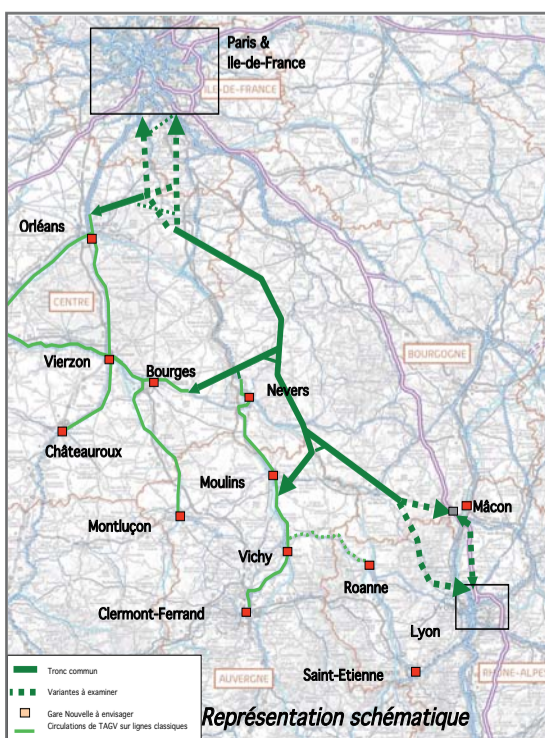 Paris &
Ile-de-France
ILE-DE-FRANCE
Orléans
CENTRE
BOURGOGNE
Vierzon
Bourges
Nevers
Châteauroux
Moulins
Mâcon
Montluçon
Vichy
Roanne
Clermont-Ferrand
Lyon
Saint-Etienne
AUVERGNE
RHONE-ALPES
Tronc commun
Variantes à examiner
Gare Nouvelle à envisager
Circulations de TAGV sur lignes classiques
Représentation schématique